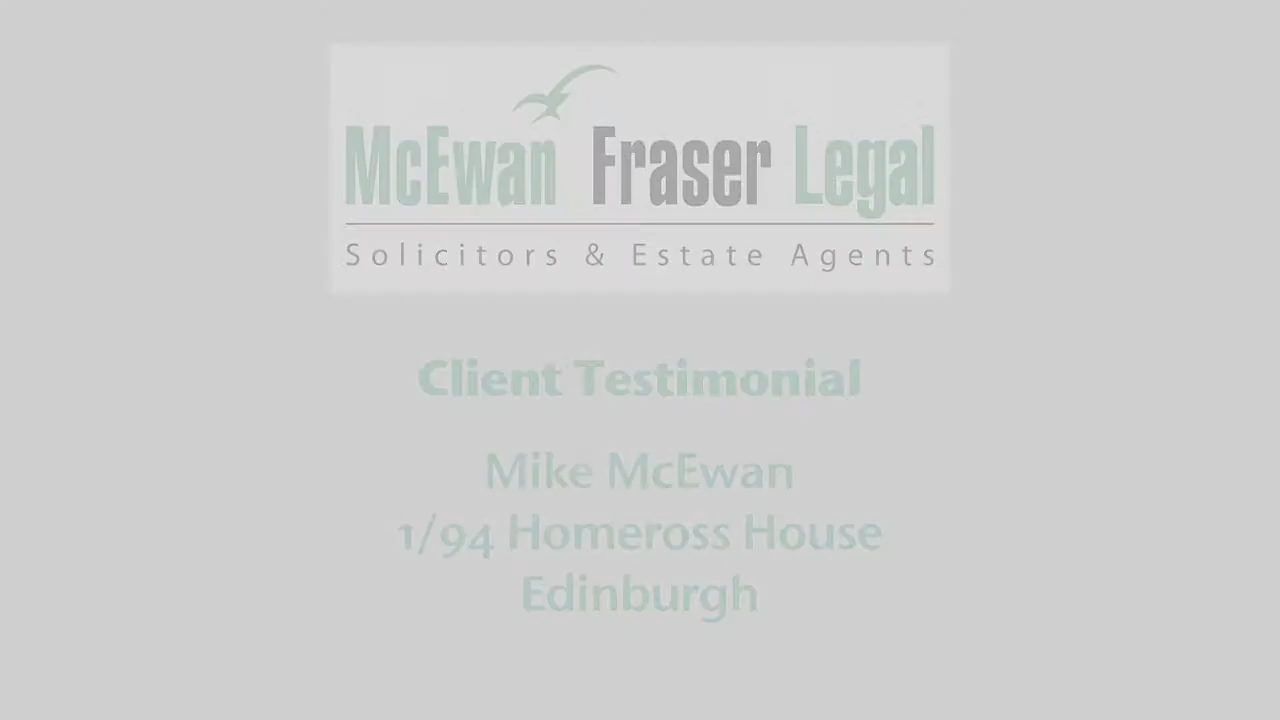 McEwan Fraser Legal
Solicitors & Estate Agents
Client Testimonial
Mike McEwan
1/94 Homeross House
Edinburgh